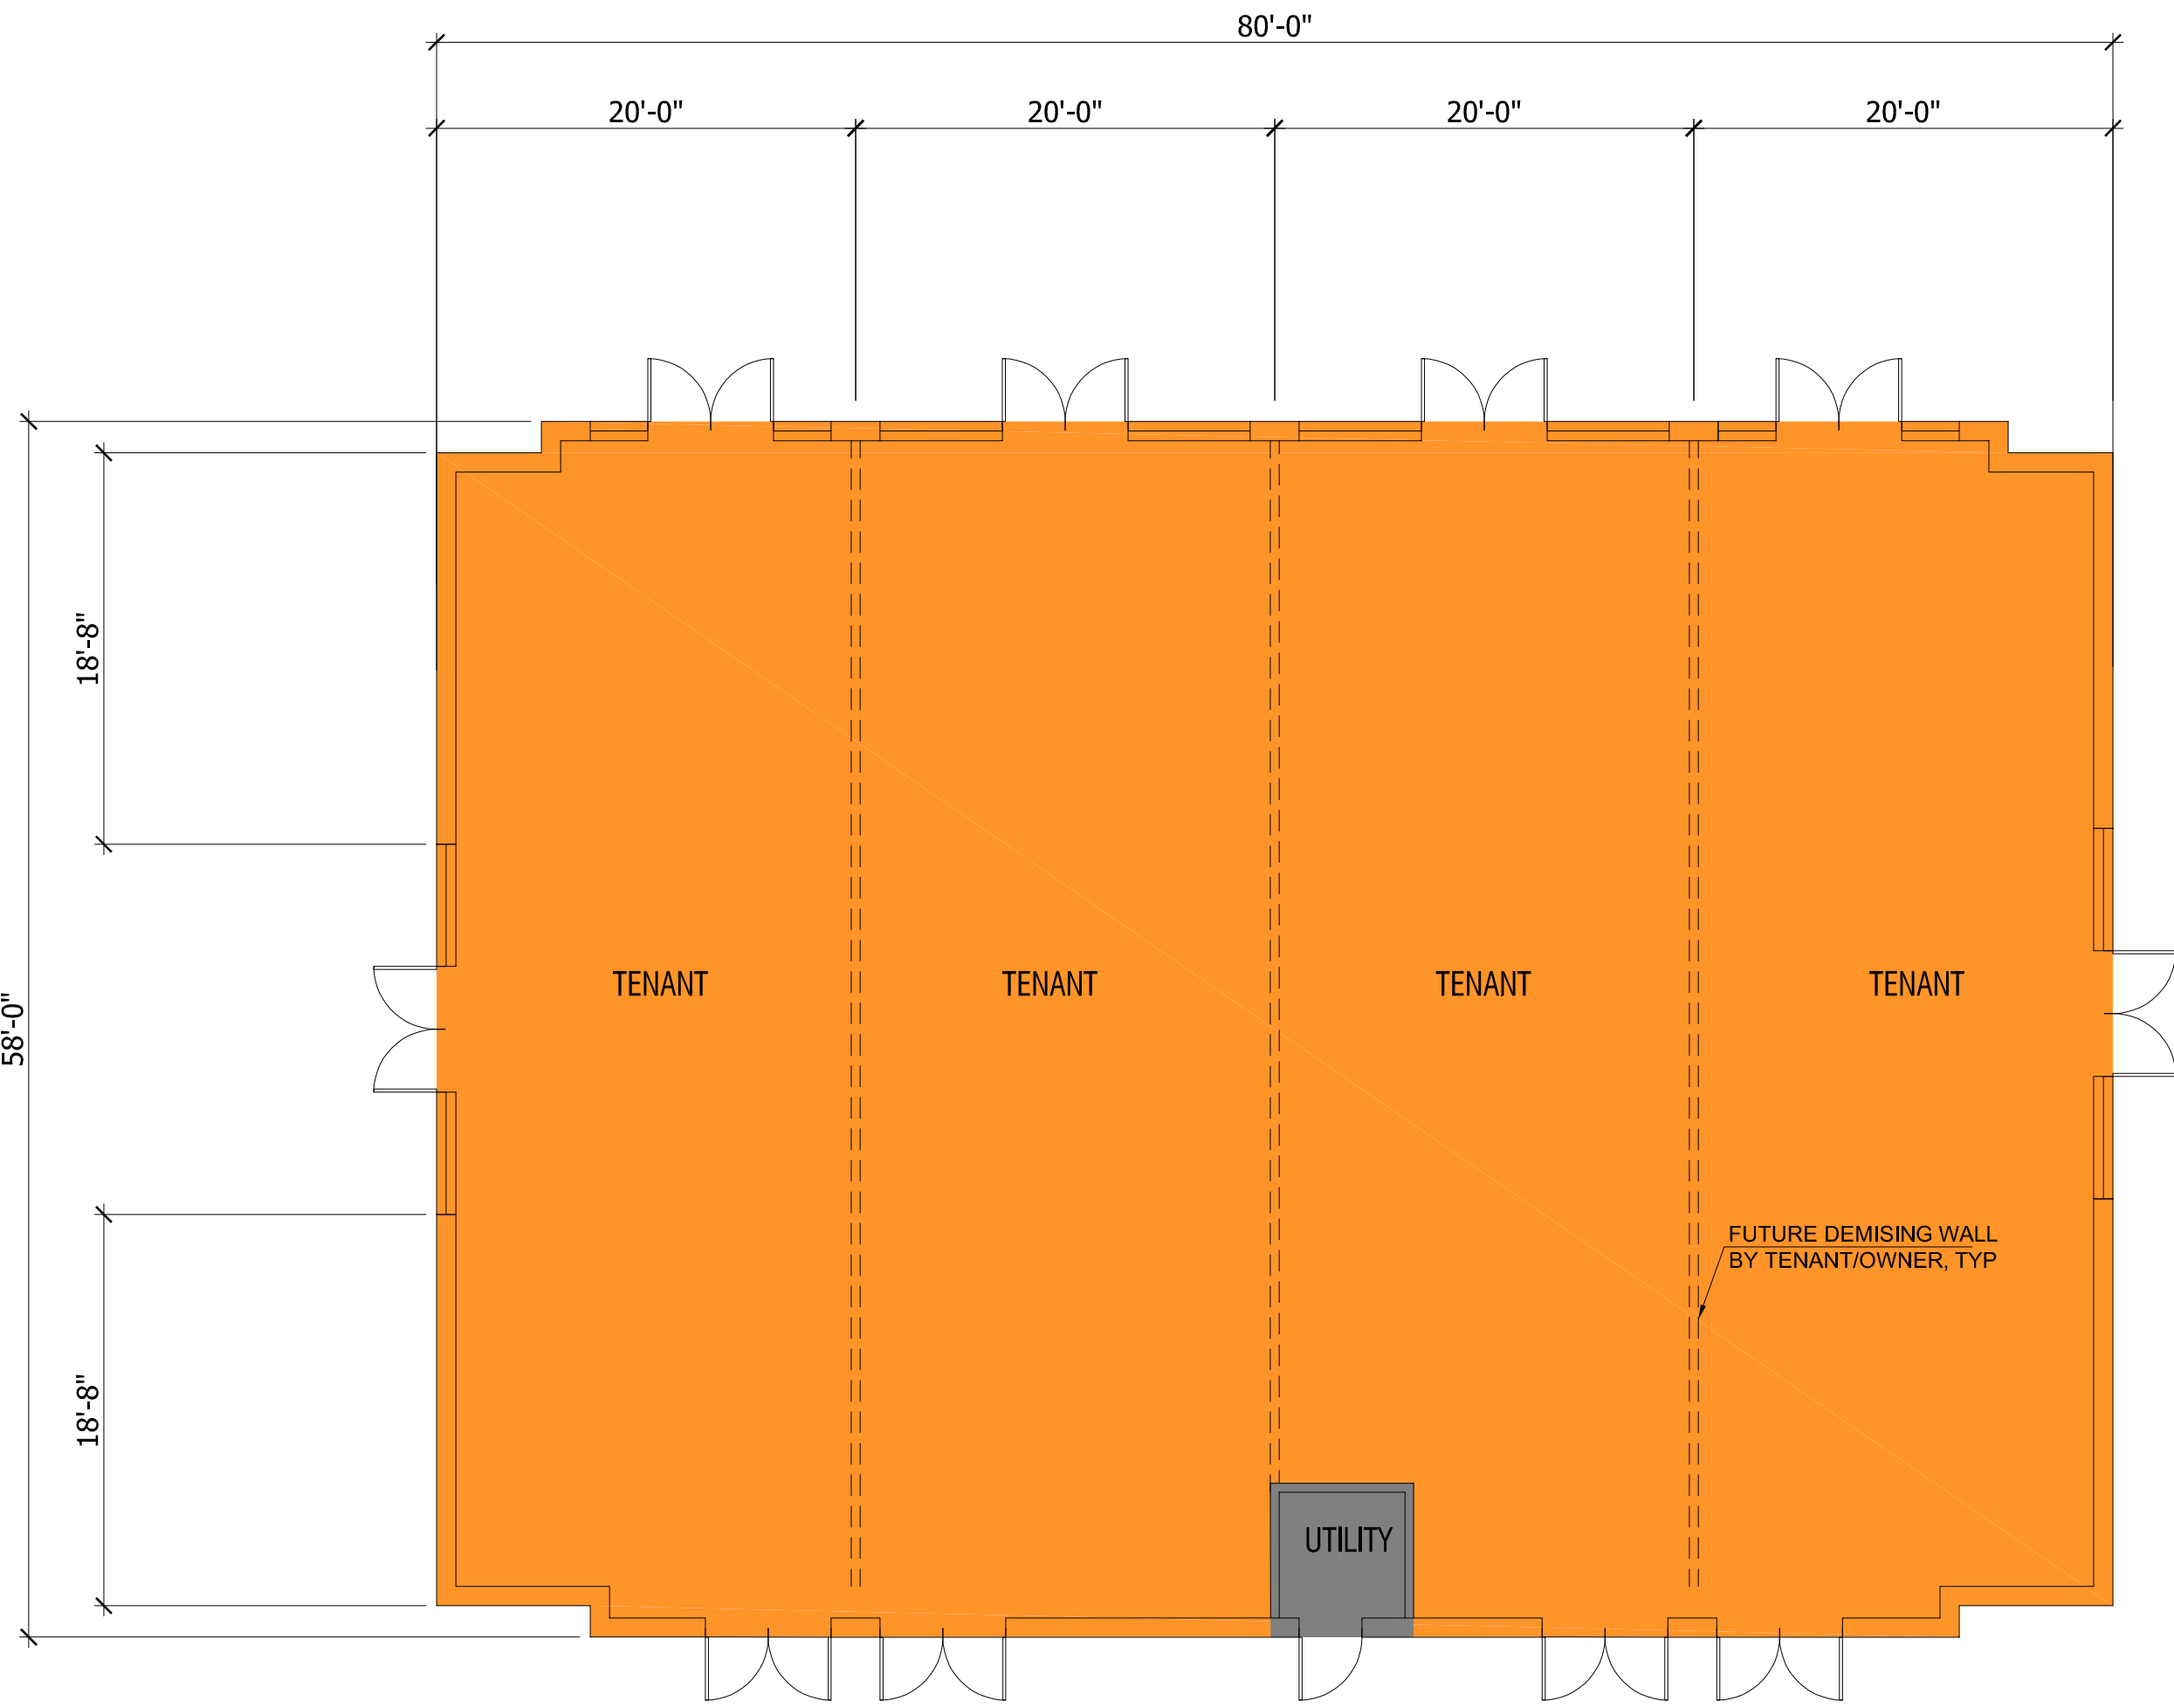 80'-0"
20'-0" 20'-0" 20'-0" 20'-0"
18'-8"
58'-0"
18'-8"
TENANT TENANT TENANT TENANT
FUTURE DEMISING WALL
BY TENANT/OWNER, TYP
UTILITY